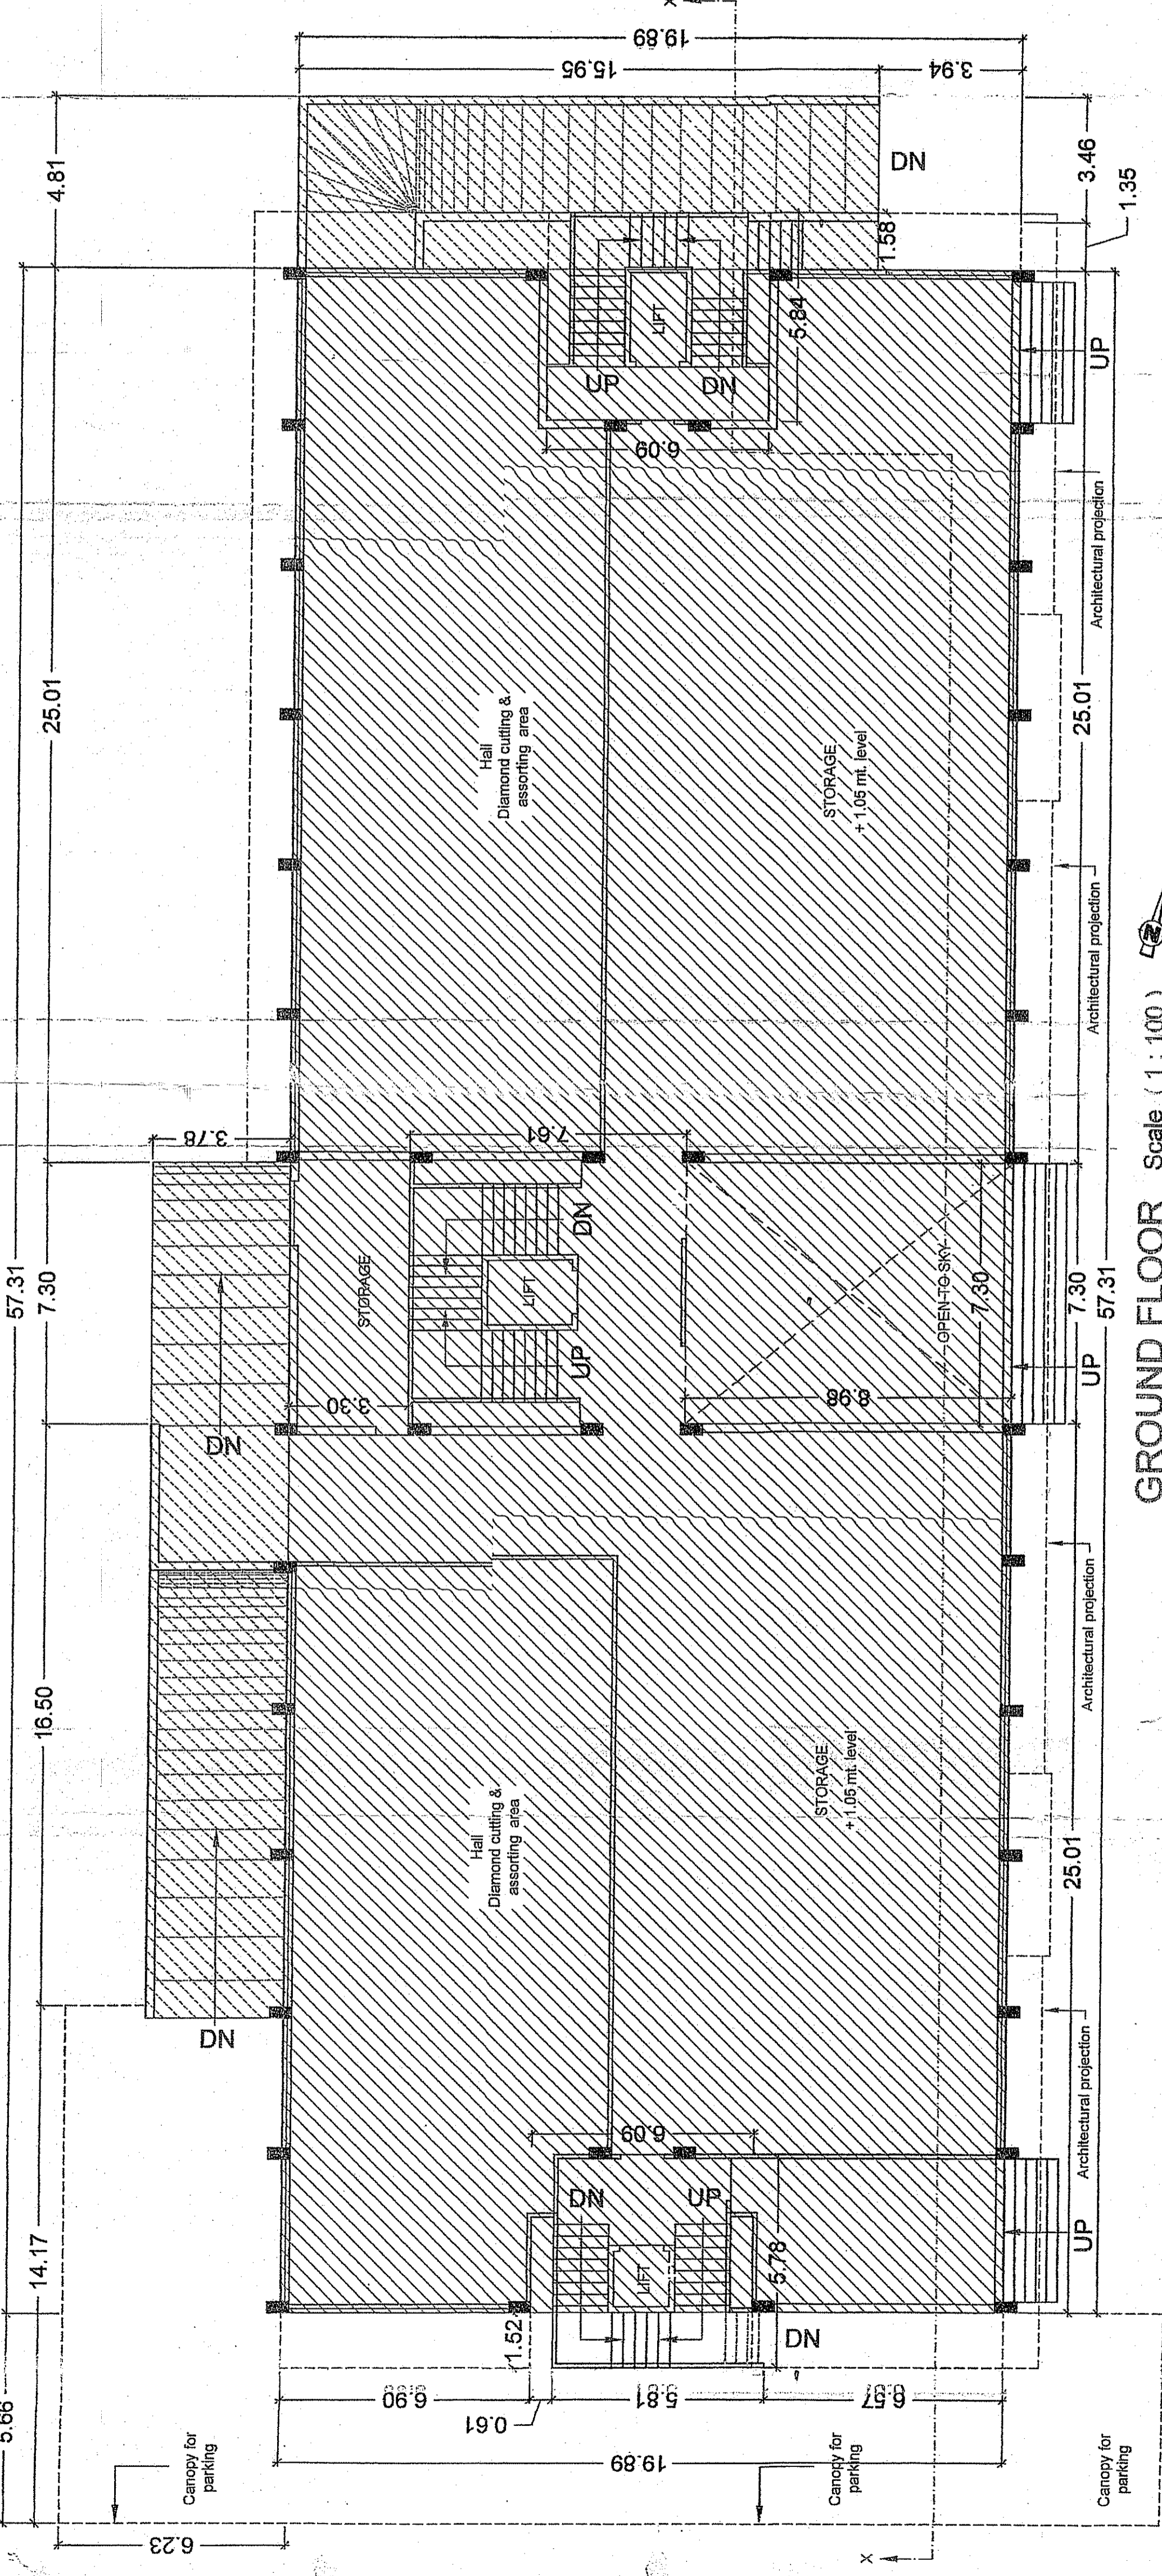 57.31
25.01
4.81
7.30
16.50
14.17
5.66
19.89
15.95
3.94
3.46
1.35
DN
1.58
5.84
LIFT
UP
DN
6.09
UP
Architectural projection
Hall
Diamond cutting &
assorting area
STORAGE
+ 1.05 mt. level
25.01
Architectural projection
3.78
7.61
STORAGE
DN
LIFT
UP
3.30
DN
OPEN-TO-SKY
7.30
8.98
7.30
57.31
UP
GROUND FLOOR Scale ( 1 : 100 )
N
Architectural projection
Hall
Diamond cutting &
assorting area
STORAGE
+1.05 mt. level
25.01
DN
Architectural projection
6.09
DN
UP
LIFT
5.78
UP
1.52
DN
6.90
0.61
5.81
6.57
19.89
Canopy for
parking
Canopy for
parking
Canopy for
parking
6.23
X
X